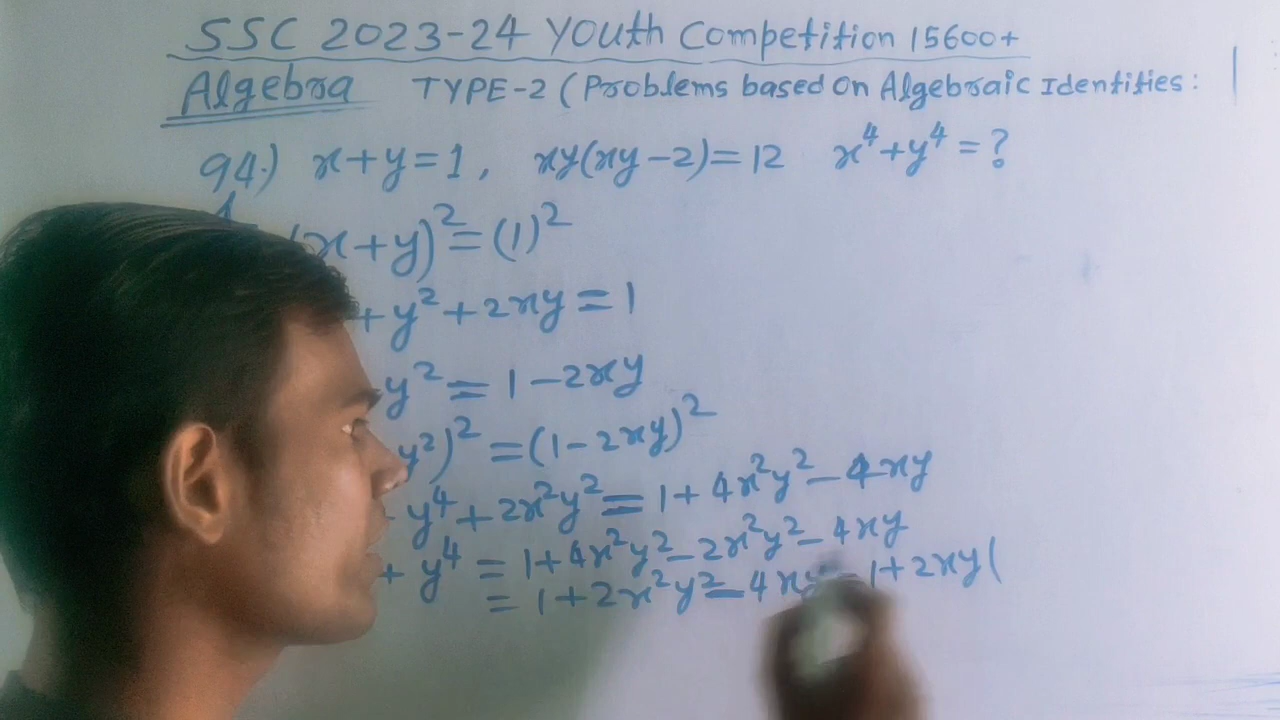 SSC 2023-24 Youth Competition 15600+
Algebra TYPE-2 (Problems based on Algebraic Identities:
94.) x+y=1, xy(xy-2)=12 x⁴+y⁴=?
x+y)²=(1)²
+y²+2xy=1
y²=1-2xy
y²)²=(1-2xy)²
y⁴+2x²y²=1+4x²y²-4xy
+y⁴=1+4x²y²-2x²y²-4xy
=1+2x²y²-4xy=1+2xy(